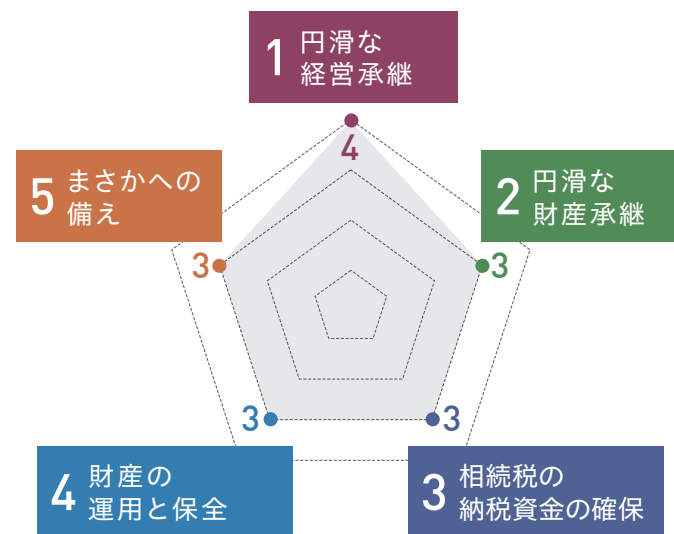 1 円滑な
経営承継
4
2 円滑な
財産承継
3
3 相続税の
納税資金の確保
3
4 財産の
運用と保全
3
5 まさかへの
備え
3